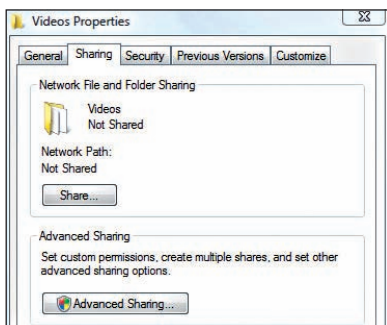 Videos Properties
General Sharing Security Previous Versions Customize
Network File and Folder Sharing
Videos
Not Shared
Network Path:
Not Shared
Share...
Advanced Sharing
Set custom permissions, create multiple shares, and set other
advanced sharing options.
Advanced Sharing...